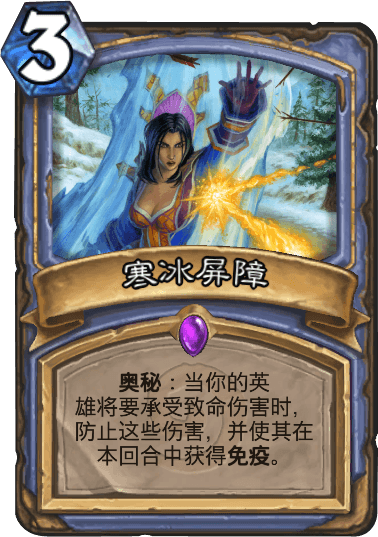 3
寒冰屏障
奥秘：当你的英
雄将要承受致命伤害时，
防止这些伤害，并使其在
本回合中获得免疫。